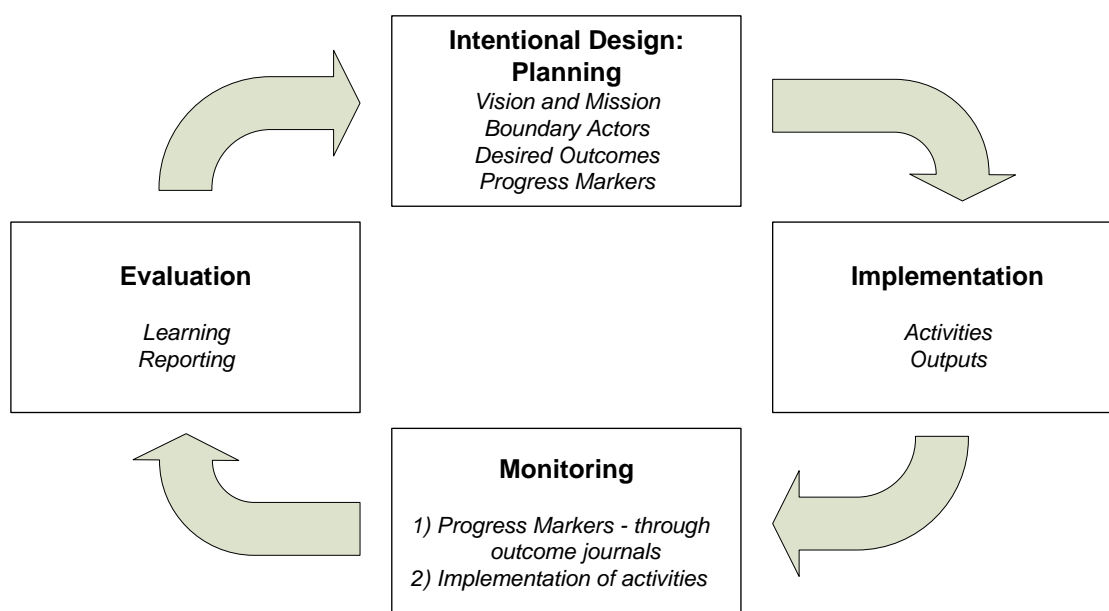 Intentional Design:
Planning
Vision and Mission
Boundary Actors
Desired Outcomes
Progress Markers
Evaluation
Learning
Reporting
Implementation
Activities
Outputs
Monitoring
1) Progress Markers - through
outcome journals
2) Implementation of activities